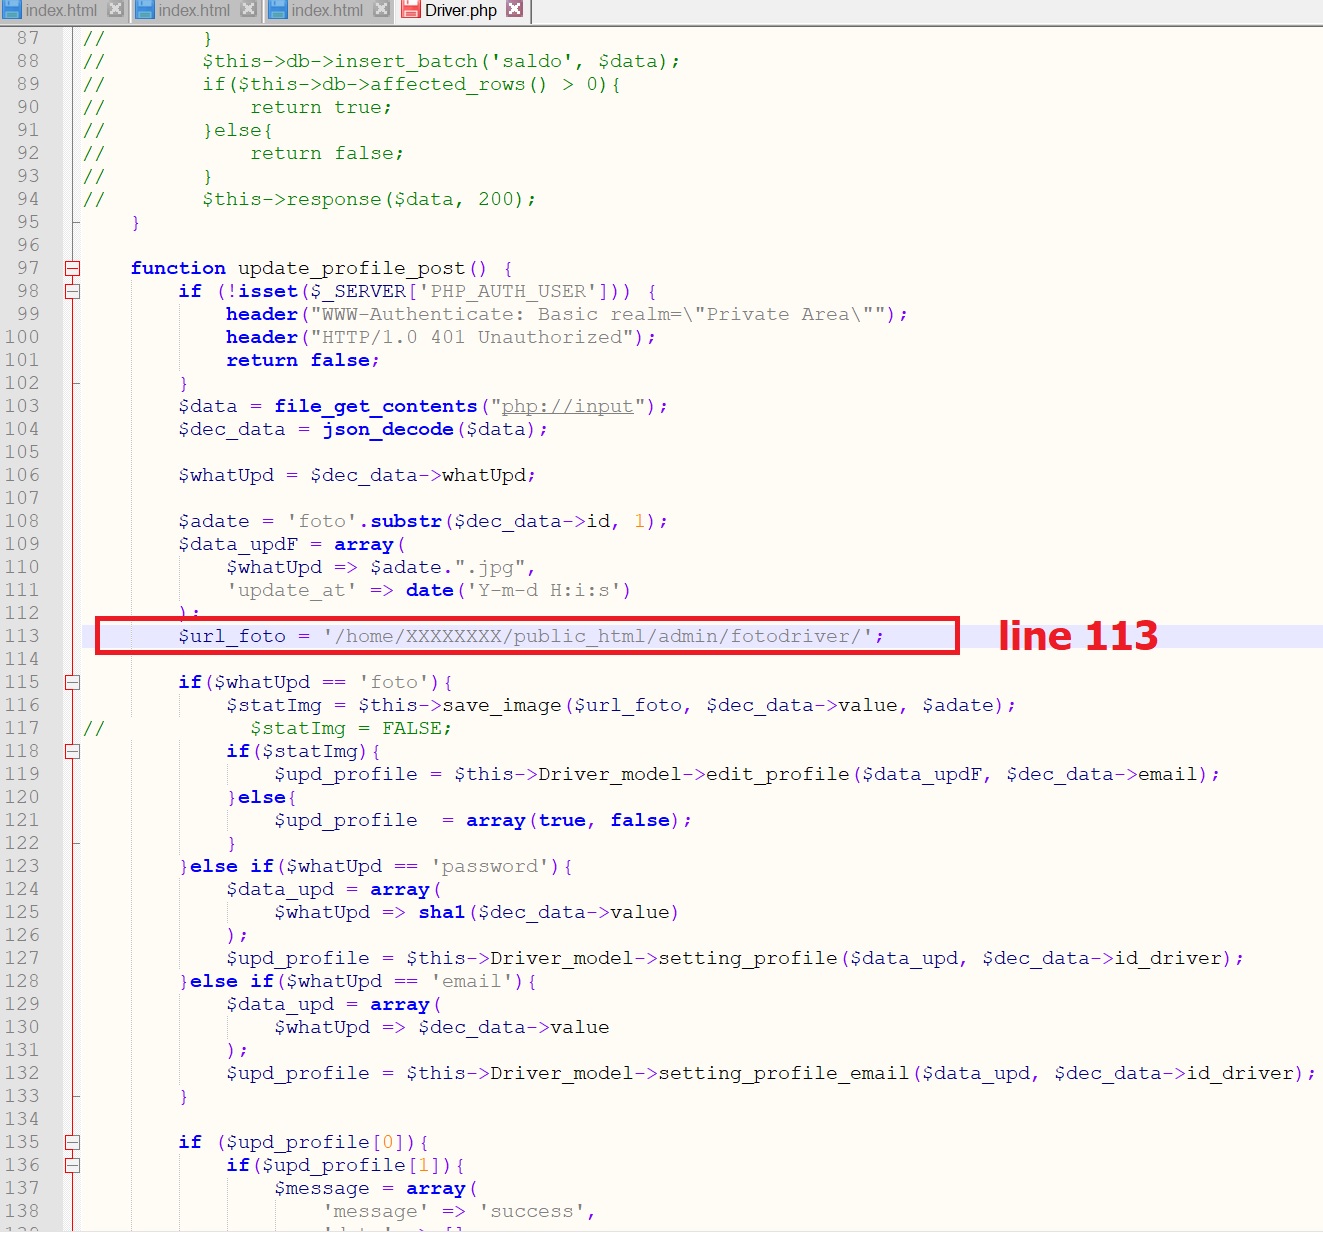 index.html index.html index.html Driver.php
87 // }
88 // $this->db->insert_batch('saldo', $data);
89 // if($this->db->affected_rows() > 0){
90 // return true;
91 // }else{
92 // return false;
93 // }
94 // $this->response($data, 200);
95 }
96
97 function update_profile_post() {
98 if (!isset($_SERVER['PHP_AUTH_USER'])) {
99 header("WWW-Authenticate: Basic realm=\"Private Area\"");
100 header("HTTP/1.0 401 Unauthorized");
101 return false;
102 }
103 $data = file_get_contents("php://input");
104 $dec_data = json_decode($data);
105
106 $whatUpd = $dec_data->whatUpd;
107
108 $adate = 'foto'.substr($dec_data->id, 1);
109 $data_updF = array(
110 $whatUpd => $adate.".jpg",
111 'update_at' => date('Y-m-d H:i:s')
112 );
113 $url_foto = '/home/XXXXXXXX/public_html/admin/fotodriver/'; line 113
114
115 if($whatUpd == 'foto'){
116 $statImg = $this->save_image($url_foto, $dec_data->value, $adate);
117 // $statImg = FALSE;
118 if($statImg){
119 $upd_profile = $this->Driver_model->edit_profile($data_updF, $dec_data->email);
120 }else{
121 $upd_profile = array(true, false);
122 }
123 }else if($whatUpd == 'password'){
124 $data_upd = array(
125 $whatUpd => sha1($dec_data->value)
126 );
127 $upd_profile = $this->Driver_model->setting_profile($data_upd, $dec_data->id_driver);
128 }else if($whatUpd == 'email'){
129 $data_upd = array(
130 $whatUpd => $dec_data->value
131 );
132 $upd_profile = $this->Driver_model->setting_profile_email($data_upd, $dec_data->id_driver);
133 }
134
135 if ($upd_profile[0]){
136 if($upd_profile[1]){
137 $message = array(
138 'message' => 'success',